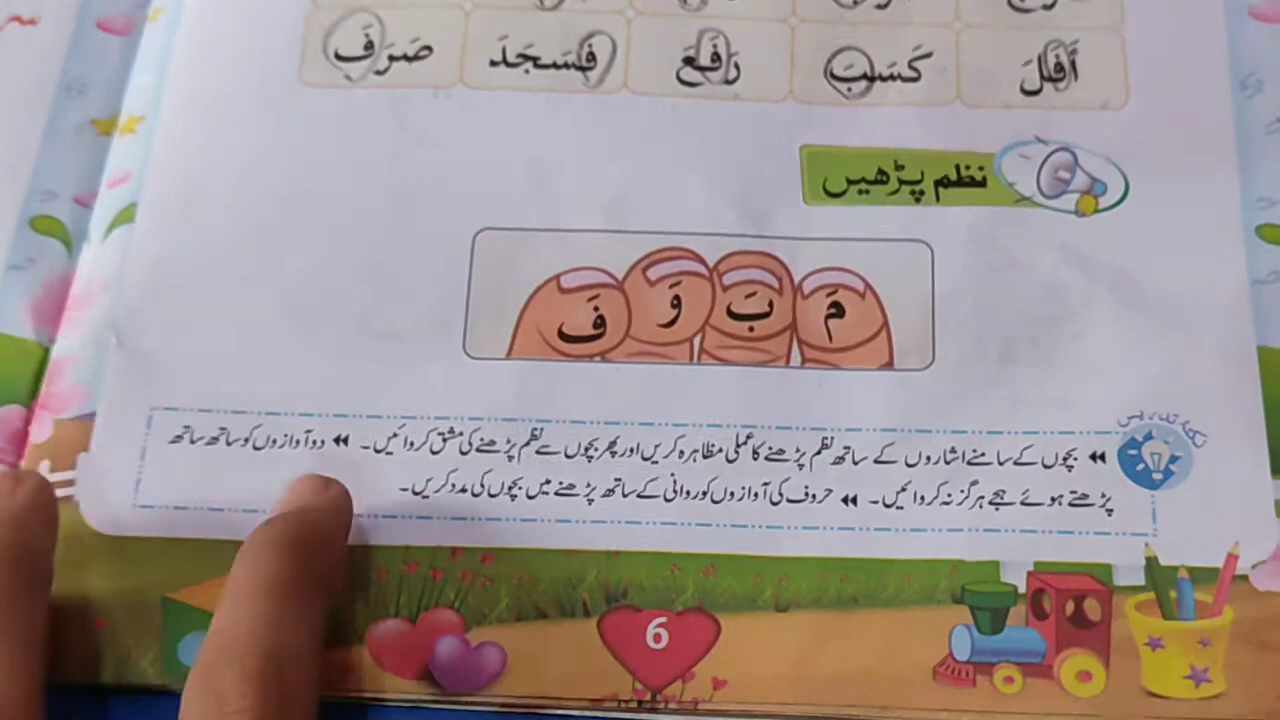 أَفَلَ كَسَبَ رَفَعَ فَسَجَدَ صَرَفَ
نظم پڑھیں
مَ بَ وَ فَ
نکتہ تدریس
بچوں کے سامنے اشاروں کے ساتھ نظم پڑھنے کا عملی مظاہرہ کریں اور پھر بچوں سے نظم پڑھنے کی مشق کروائیں۔ دو آوازوں کو ساتھ ساتھ
پڑھتے ہوئے ہجے ہرگز نہ کروائیں۔ حروف کی آوازوں کو روانی کے ساتھ پڑھنے میں بچوں کی مدد کریں۔
6